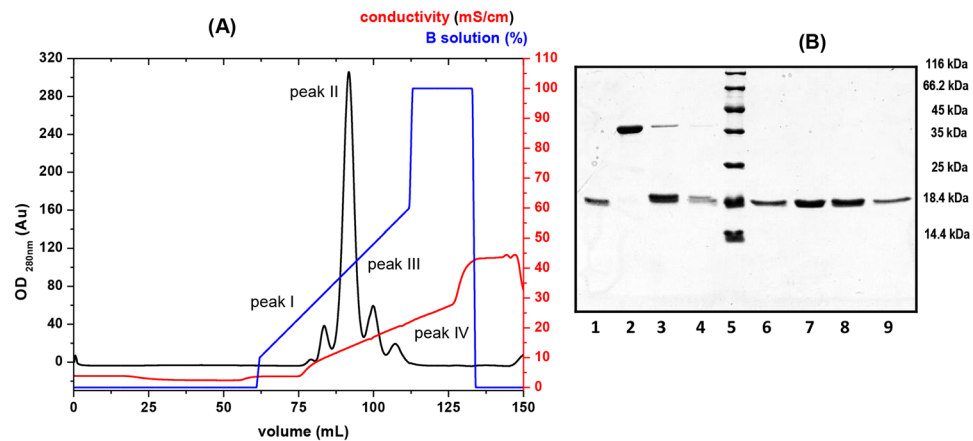 (A)
conductivity (mS/cm)
B solution (%)
OD 280nm (Au)
320
280
240
200
160
120
80
40
0
110
100
90
80
70
60
50
40
30
20
10
0
peak II
peak III
peak I
peak IV
0 25 50 75 100 125 150
volume (mL)
(B)
116 kDa
66.2 kDa
45 kDa
35 kDa
25 kDa
18.4 kDa
14.4 kDa
1 2 3 4 5 6 7 8 9